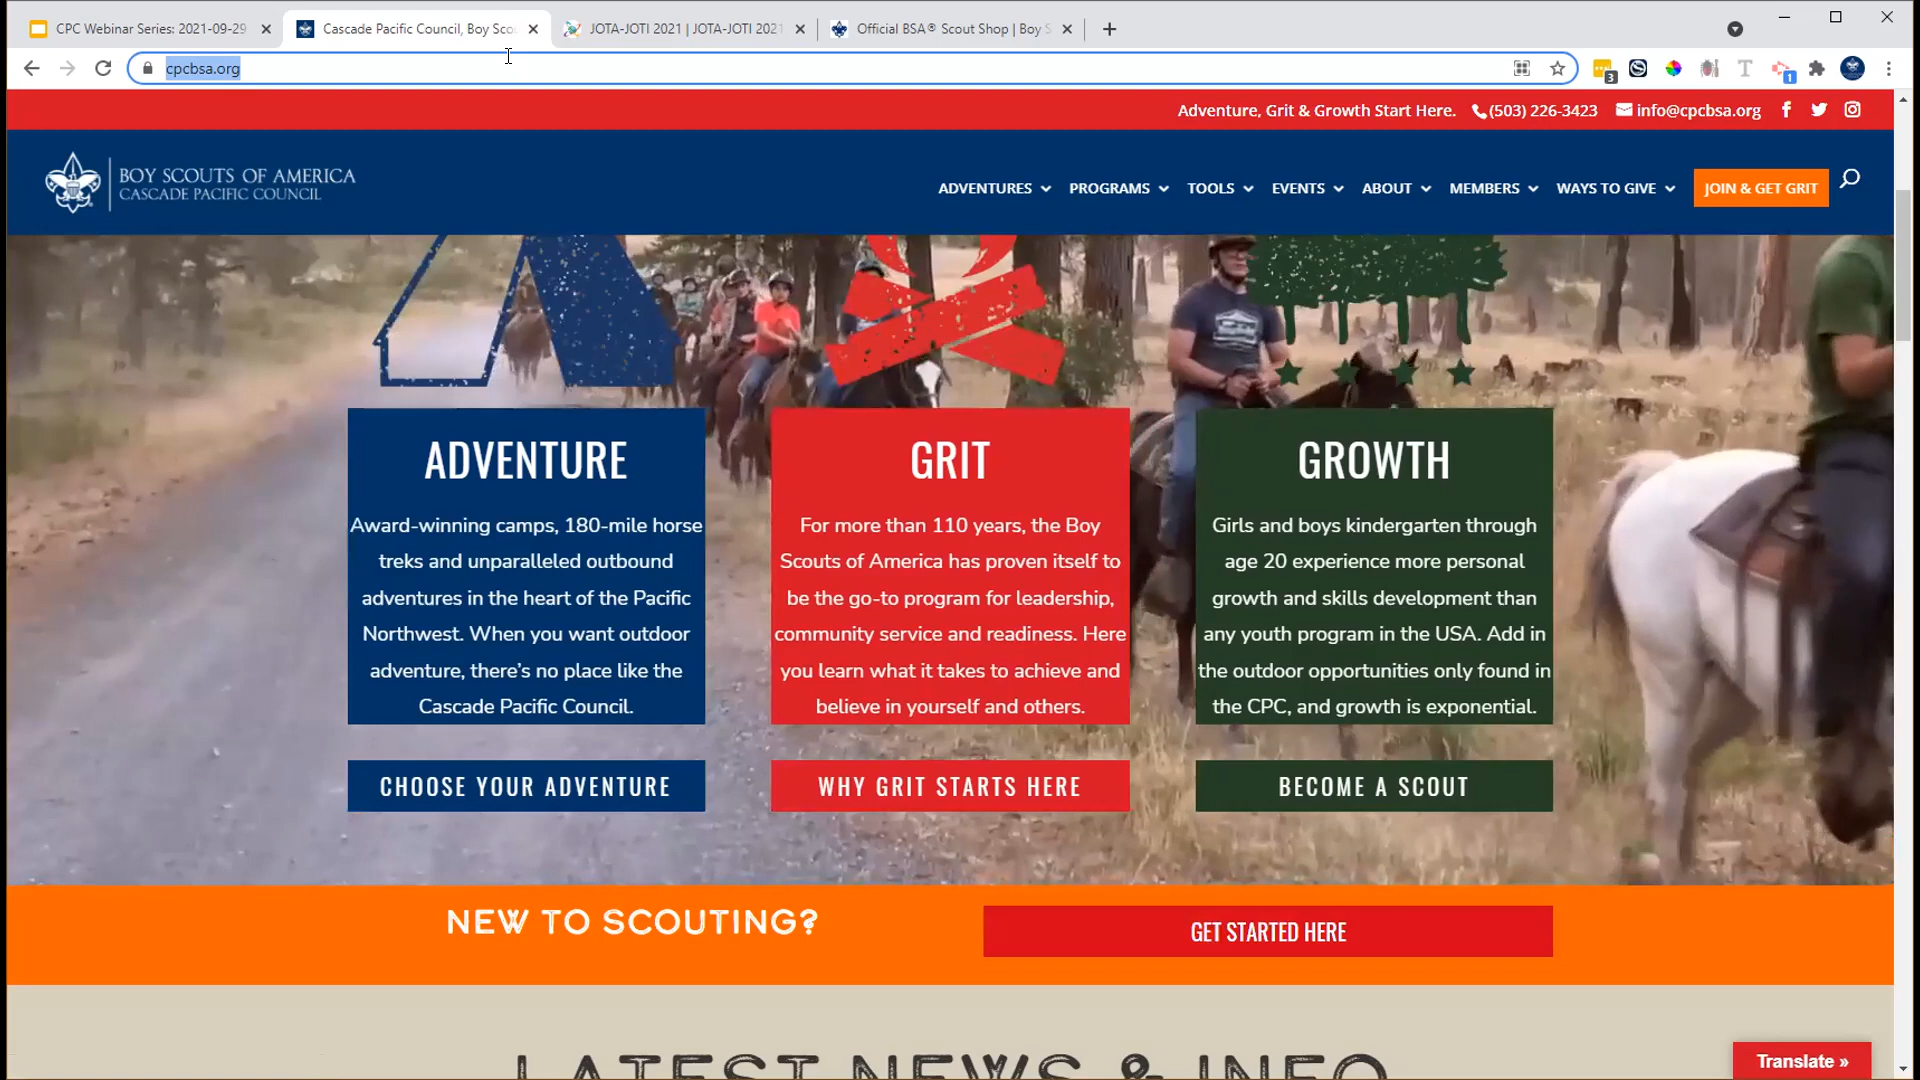 CPC Webinar Series: 2021-09-29
Cascade Pacific Council, Boy Sco
JOTA-JOTI 2021 | JOTA-JOTI 2021
Official BSA® Scout Shop | Boy S
cpcbsa.org
3
1
Adventure, Grit & Growth Start Here.
(503) 226-3423
info@cpcbsa.org
BOY SCOUTS OF AMERICA
CASCADE PACIFIC COUNCIL
ADVENTURES
PROGRAMS
TOOLS
EVENTS
ABOUT
MEMBERS
WAYS TO GIVE
JOIN & GET GRIT
ADVENTURE
Award-winning camps, 180-mile horse
treks and unparalleled outbound
adventures in the heart of the Pacific
Northwest. When you want outdoor
adventure, there's no place like the
Cascade Pacific Council.
CHOOSE YOUR ADVENTURE
GRIT
For more than 110 years, the Boy
Scouts of America has proven itself to
be the go-to program for leadership,
community service and readiness. Here
you learn what it takes to achieve and
believe in yourself and others.
WHY GRIT STARTS HERE
GROWTH
Girls and boys kindergarten through
age 20 experience more personal
growth and skills development than
any youth program in the USA. Add in
the outdoor opportunities only found in
the CPC, and growth is exponential.
BECOME A SCOUT
NEW TO SCOUTING?
GET STARTED HERE
LATEST NEWS & INFO
Translate »